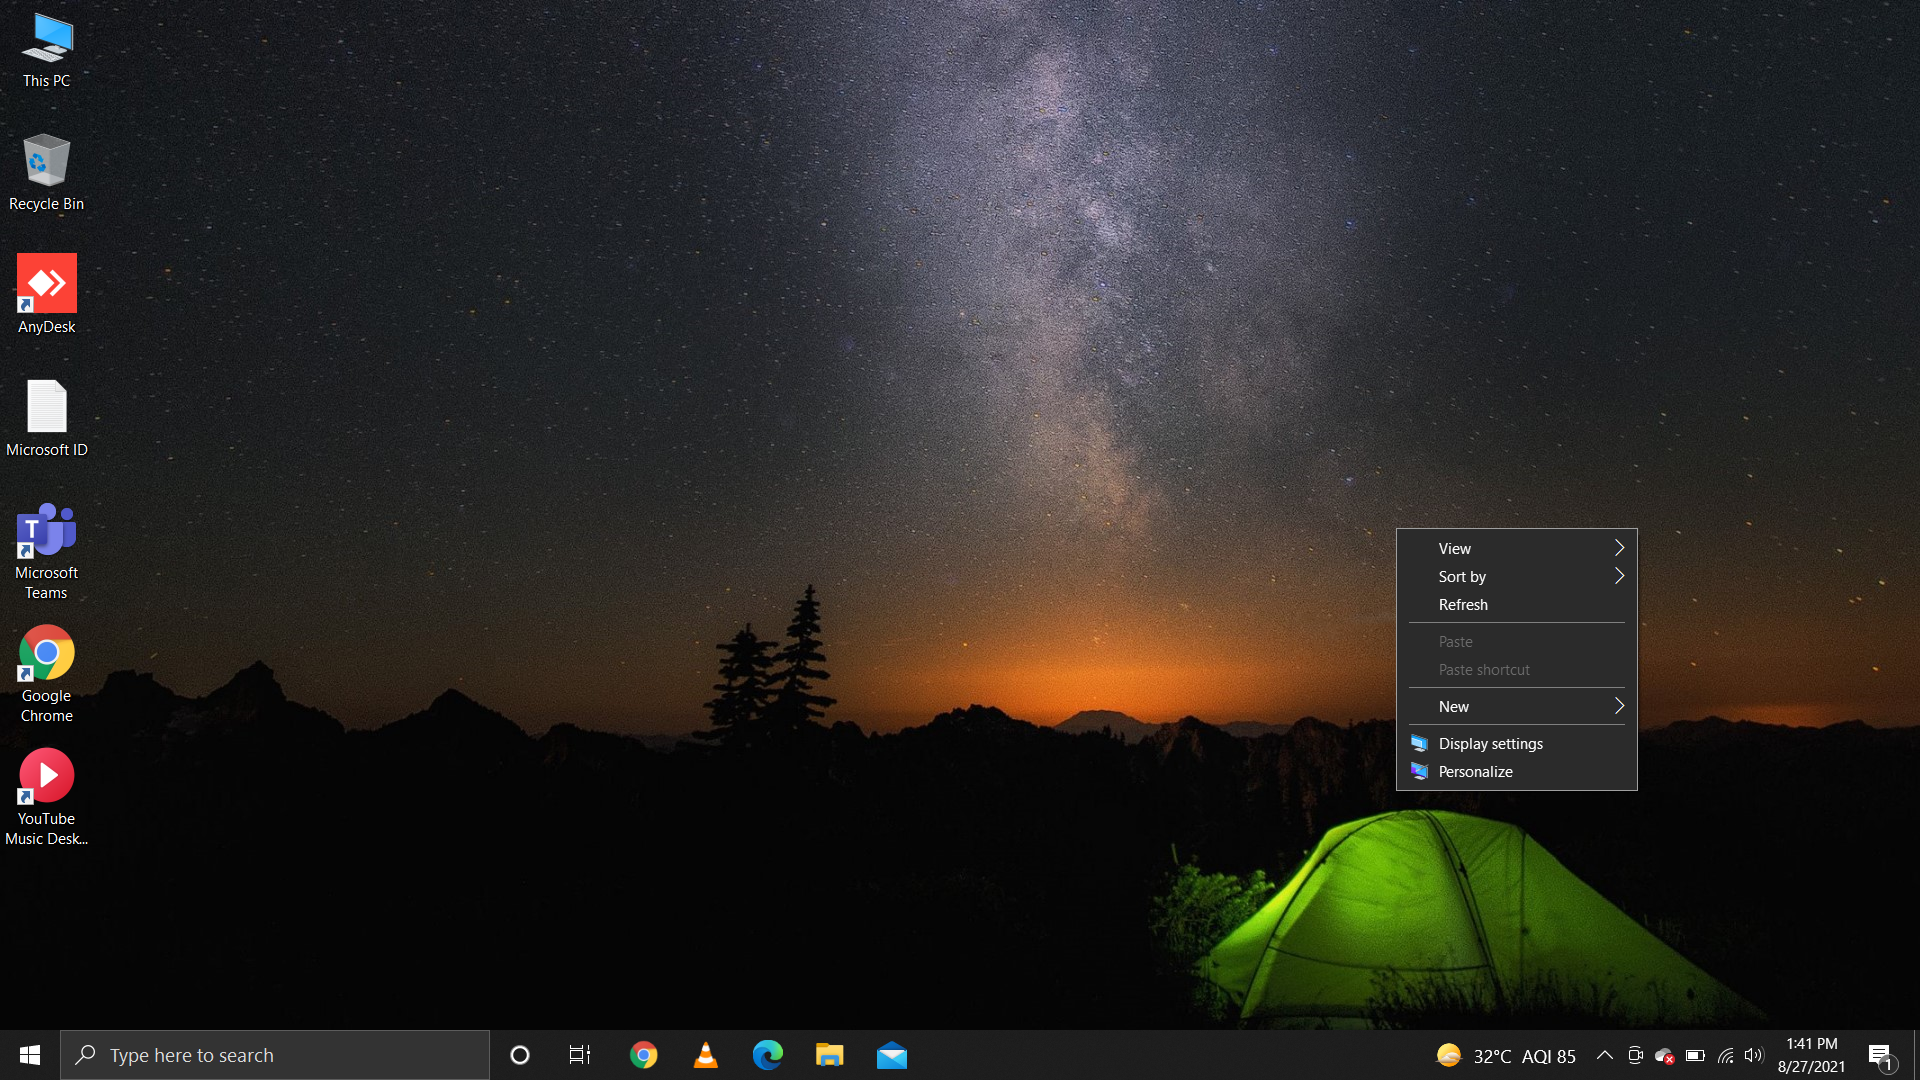 This PC
Recycle Bin
AnyDesk
Microsoft ID
T
Microsoft
Teams
Google
Chrome
YouTube
Music Desk...
View
Sort by
Refresh
Paste
Paste shortcut
New
Display settings
Personalize
Type here to search
32°C AQI 85
1:41 PM
8/27/2021
1